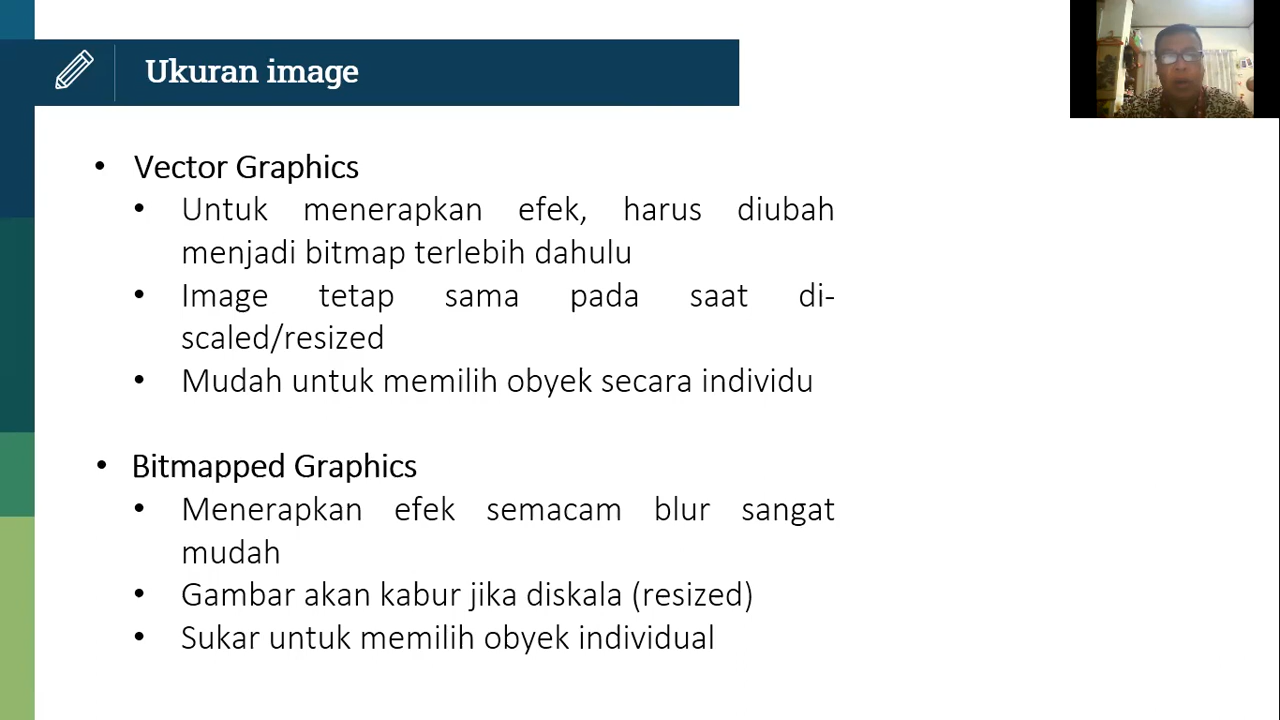 Ukuran image
• Vector Graphics
• Untuk menerapkan efek, harus diubah
menjadi bitmap terlebih dahulu
• Image tetap sama pada saat di-
scaled/resized
• Mudah untuk memilih obyek secara individu
• Bitmapped Graphics
• Menerapkan efek semacam blur sangat
mudah
• Gambar akan kabur jika diskala (resized)
• Sukar untuk memilih obyek individual